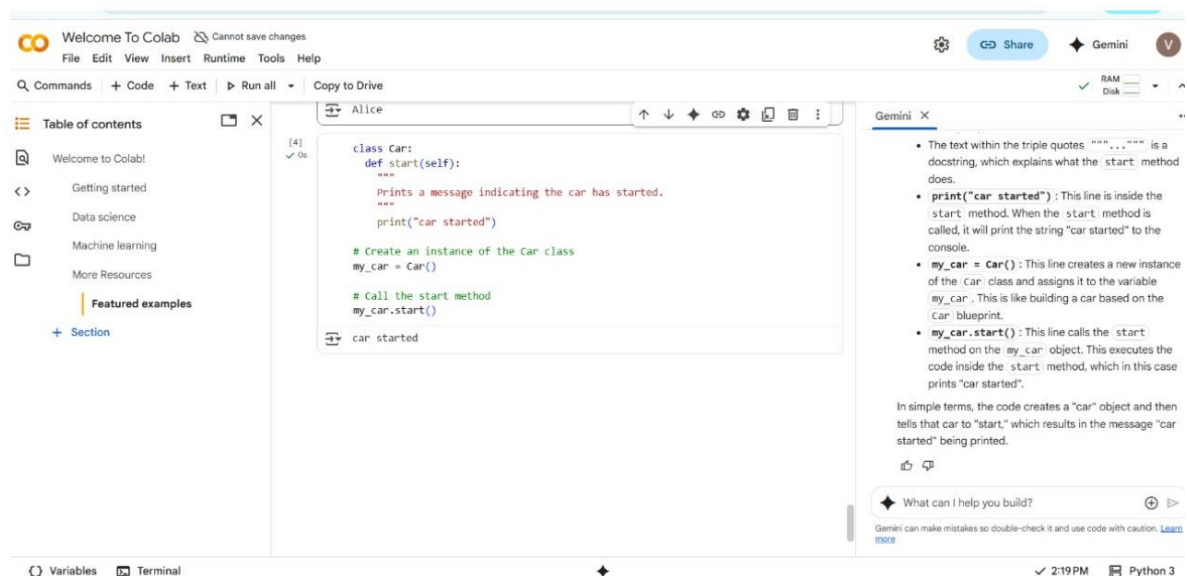 CO Welcome To Colab Cannot save changes
File Edit View Insert Runtime Tools Help
Share
Gemini
V
Commands + Code + Text Run all Copy to Drive
RAM
Disk
Table of contents
Welcome to Colab!
Getting started
Data science
Machine learning
More Resources
Featured examples
+ Section
Alice
[4]
0s
class Car:
def start(self):
"""
Prints a message indicating the car has started.
"""
print("car started")
# Create an instance of the Car class
my_car = Car()
# Call the start method
my_car.start()
car started
Gemini
• The text within the triple quotes """...""" is a
docstring, which explains what the start method
does.
• print("car started") : This line is inside the
start method. When the start method is
called, it will print the string "car started" to the
console.
• my_car = Car() : This line creates a new instance
of the Car class and assigns it to the variable
my_car . This is like building a car based on the
Car blueprint.
• my_car.start() : This line calls the start
method on the my_car object. This executes the
code inside the start method, which in this case
prints "car started".
In simple terms, the code creates a "car" object and then
tells that car to "start," which results in the message "car
started" being printed.
What can I help you build?
Gemini can make mistakes so double-check it and use code with caution. Learn
more
{} Variables Terminal
2:19 PM Python 3